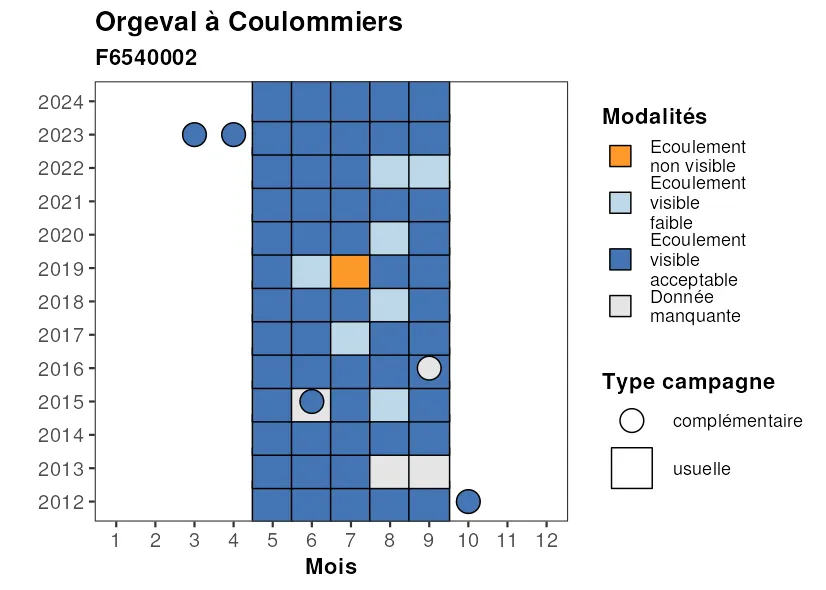 Orgeval à Coulommiers
F6540002
2024
2023
2022
2021
2020
2019
2018
2017
2016
2015
2014
2013
2012
1 2 3 4 5 6 7 8 9 10 11 12
Mois
Modalités
Ecoulement
non visible
Ecoulement
visible
faible
Ecoulement
visible
acceptable
Donnée
manquante
Type campagne
complémentaire
usuelle